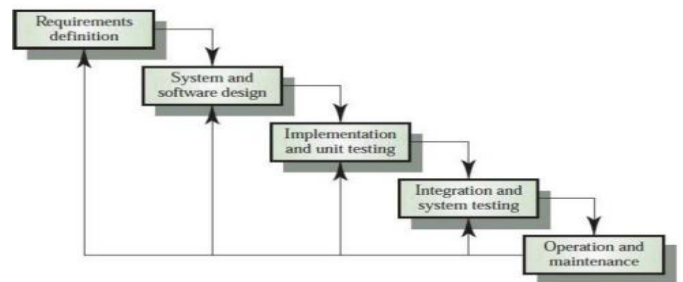 Requirements
definition
System and
software design
Implementation
and unit testing
Integration and
system testing
Operation and
maintenance